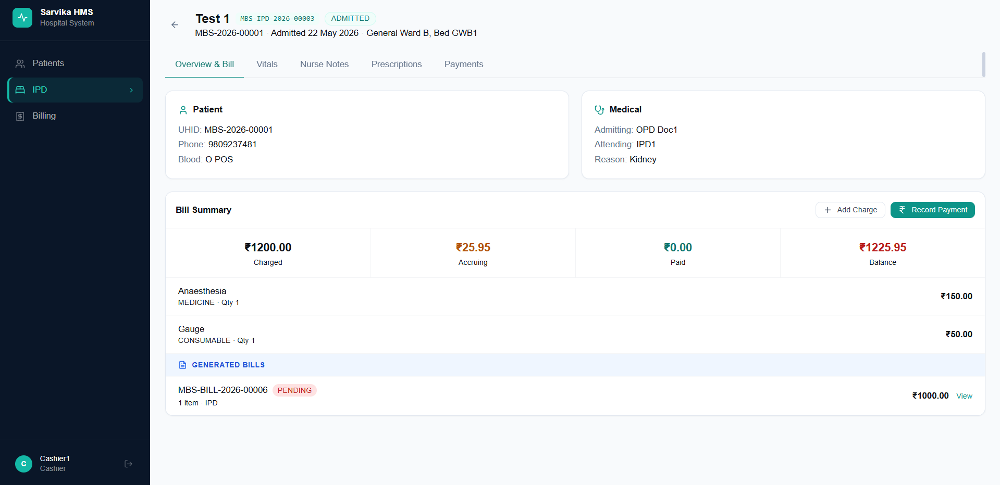 Sarvika HMS
Hospital System
Patients
IPD
Billing
Cashier1
C
Cashier
Test 1 MBS-IPD-2026-00003 ADMITTED
MBS-2026-00001 · Admitted 22 May 2026 · General Ward B, Bed GWB1
Overview & Bill Vitals Nurse Notes Prescriptions Payments
Patient
UHID: MBS-2026-00001
Phone: 9809237481
Blood: O POS
Medical
Admitting: OPD Doc1
Attending: IPD1
Reason: Kidney
Bill Summary
+ Add Charge
₹ Record Payment
₹1200.00
Charged
₹25.95
Accruing
₹0.00
Paid
₹1225.95
Balance
Anaesthesia
MEDICINE · Qty 1
₹150.00
Gauge
CONSUMABLE · Qty 1
₹50.00
GENERATED BILLS
MBS-BILL-2026-00006 PENDING
1 item · IPD
₹1000.00 View